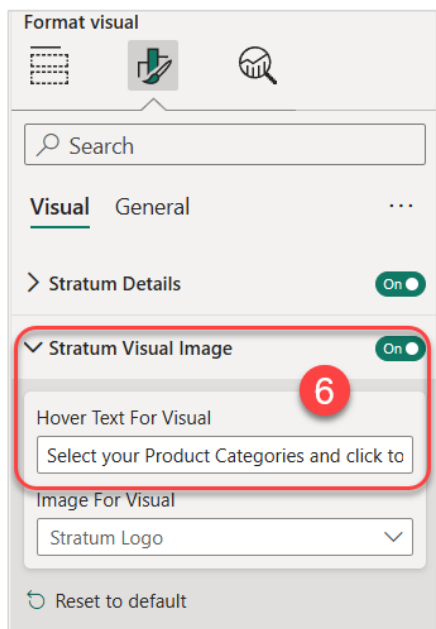 Format visual
Search
Visual General ...
Stratum Details On
Stratum Visual Image On
6
Hover Text For Visual
Select your Product Categories and click to
Image For Visual
Stratum Logo
Reset to default